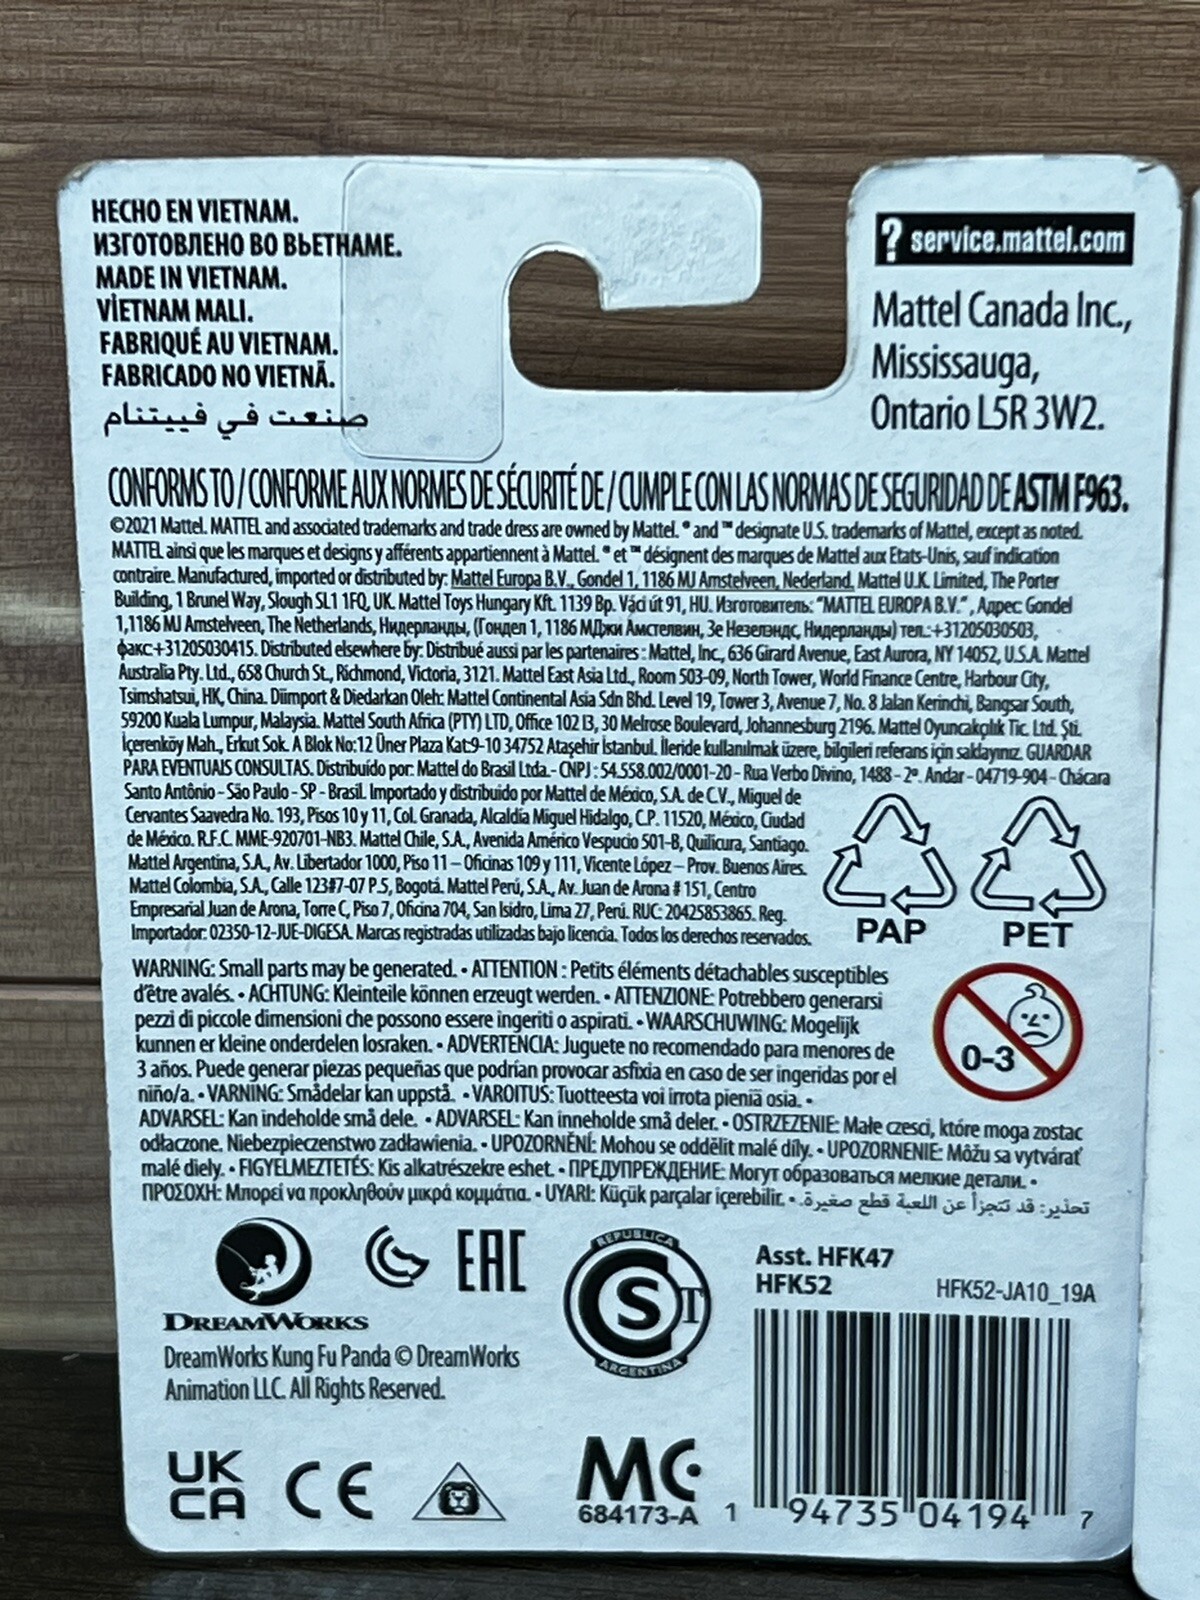 HECHO EN VIETNAM.
ИЗГОТОВЛЕНО ВО ВЬЕТНАМЕ.
MADE IN VIETNAM.
VİETNAM MALI.
FABRIQUÉ AU VIETNAM.
FABRICADO NO VIETNÃ.
صنعت في فييتنام
? service.mattel.com
Mattel Canada Inc.,
Mississauga,
Ontario L5R 3W2.
CONFORMS TO / CONFORME AUX NORMES DE SÉCURITÉ DE / CUMPLE CON LAS NORMAS DE SEGURIDAD DE ASTM F963.
©2021 Mattel. MATTEL and associated trademarks and trade dress are owned by Mattel. ® and ™ designate U.S. trademarks of Mattel, except as noted.
MATTEL ainsi que les marques et designs y afférents appartiennent à Mattel. ® et ™ désignent des marques de Mattel aux Etats-Unis, sauf indication
contraire. Manufactured, imported or distributed by: Mattel Europa B.V., Gondel 1, 1186 MJ Amstelveen, Nederland. Mattel U.K. Limited, The Porter
Building, 1 Brunel Way, Slough SL1 1FQ, UK. Mattel Toys Hungary Kft. 1139 Bp. Váci út 91, HU. Изготовитель: "MATTEL EUROPA B.V.", Адрес: Gondel
1,1186 MJ Amstelveen, The Netherlands, Нидерланды, (Гондел 1, 1186 МДжи Амстелвин, Зе Незелэндс, Нидерланды) тел.:+31205030503,
факс:+31205030415. Distributed elsewhere by: Distribué aussi par les partenaires : Mattel, Inc., 636 Girard Avenue, East Aurora, NY 14052, U.S.A. Mattel
Australia Pty. Ltd., 658 Church St., Richmond, Victoria, 3121. Mattel East Asia Ltd., Room 503-09, North Tower, World Finance Centre, Harbour City,
Tsimshatsui, HK, China. Diimport & Diedarkan Oleh: Mattel Continental Asia Sdn Bhd. Level 19, Tower 3, Avenue 7, No. 8 Jalan Kerinchi, Bangsar South,
59200 Kuala Lumpur, Malaysia. Mattel South Africa (PTY) LTD, Office 102 I3, 30 Melrose Boulevard, Johannesburg 2196. Mattel Oyuncakçılık Tic. Ltd. Şti.
İçerenköy Mah., Erkut Sok. A Blok No:12 Üner Plaza Kat:9-10 34752 Ataşehir İstanbul. İleride kullanılmak üzere, bilgileri referans için saklayınız. GUARDAR
PARA EVENTUAIS CONSULTAS. Distribuído por: Mattel do Brasil Ltda.- CNPJ : 54.558.002/0001-20 - Rua Verbo Divino, 1488 - 2º. Andar - 04719-904 - Chácara
Santo Antônio - São Paulo - SP - Brasil. Importado y distribuido por Mattel de México, S.A. de C.V., Miguel de
Cervantes Saavedra No. 193, Pisos 10 y 11, Col. Granada, Alcaldía Miguel Hidalgo, C.P. 11520, México, Ciudad
de México. R.F.C. MME-920701-NB3. Mattel Chile, S.A., Avenida Américo Vespucio 501-B, Quilicura, Santiago.
Mattel Argentina, S.A., Av. Libertador 1000, Piso 11 – Oficinas 109 y 111, Vicente López – Prov. Buenos Aires.
Mattel Colombia, S.A., Calle 123#7-07 P.5, Bogotá. Mattel Perú, S.A., Av. Juan de Arona # 151, Centro
Empresarial Juan de Arona, Torre C, Piso 7, Oficina 704, San Isidro, Lima 27, Perú. RUC: 20425853865. Reg.
Importador: 02350-12-JUE-DIGESA. Marcas registradas utilizadas bajo licencia. Todos los derechos reservados.
PAP
PET
WARNING: Small parts may be generated. • ATTENTION : Petits éléments détachables susceptibles
d'être avalés. • ACHTUNG: Kleinteile können erzeugt werden. • ATTENZIONE: Potrebbero generarsi
pezzi di piccole dimensioni che possono essere ingeriti o aspirati. • WAARSCHUWING: Mogelijk
kunnen er kleine onderdelen losraken. • ADVERTENCIA: Juguete no recomendado para menores de
3 años. Puede generar piezas pequeñas que podrían provocar asfixia en caso de ser ingeridas por el
niño/a. • VARNING: Smådelar kan uppstå. • VAROITUS: Tuotteesta voi irrota pieniä osia. •
ADVARSEL: Kan indeholde små dele. • ADVARSEL: Kan inneholde små deler. • OSTRZEZENIE: Małe czesci, które moga zostac
odłaczone. Niebezpieczenstwo zadławienia. • UPOZORNĚNÍ: Mohou se oddělit malé díly. • UPOZORNENIE: Môžu sa vytvárať
malé diely. • FIGYELMEZTETÉS: Kis alkatrészekre eshet. • ПРЕДУПРЕЖДЕНИЕ: Могут образоваться мелкие детали. •
ΠΡΟΣΟΧΗ: Μπορεί να προκληθούν μικρά κομμάτια. • UYARI: Küçük parçalar içerebilir. • تحذير: قد تتجزأ عن اللعبة قطع صغيرة.
0-3
DREAMWORKS
DreamWorks Kung Fu Panda © DreamWorks
Animation LLC. All Rights Reserved.
EAC
REPUBLICA
CST
ARGENTINA
Asst. HFK47
HFK52
HFK52-JA10_19A
UK
CA
CE
MC
684173-A
1 94735 04194 7